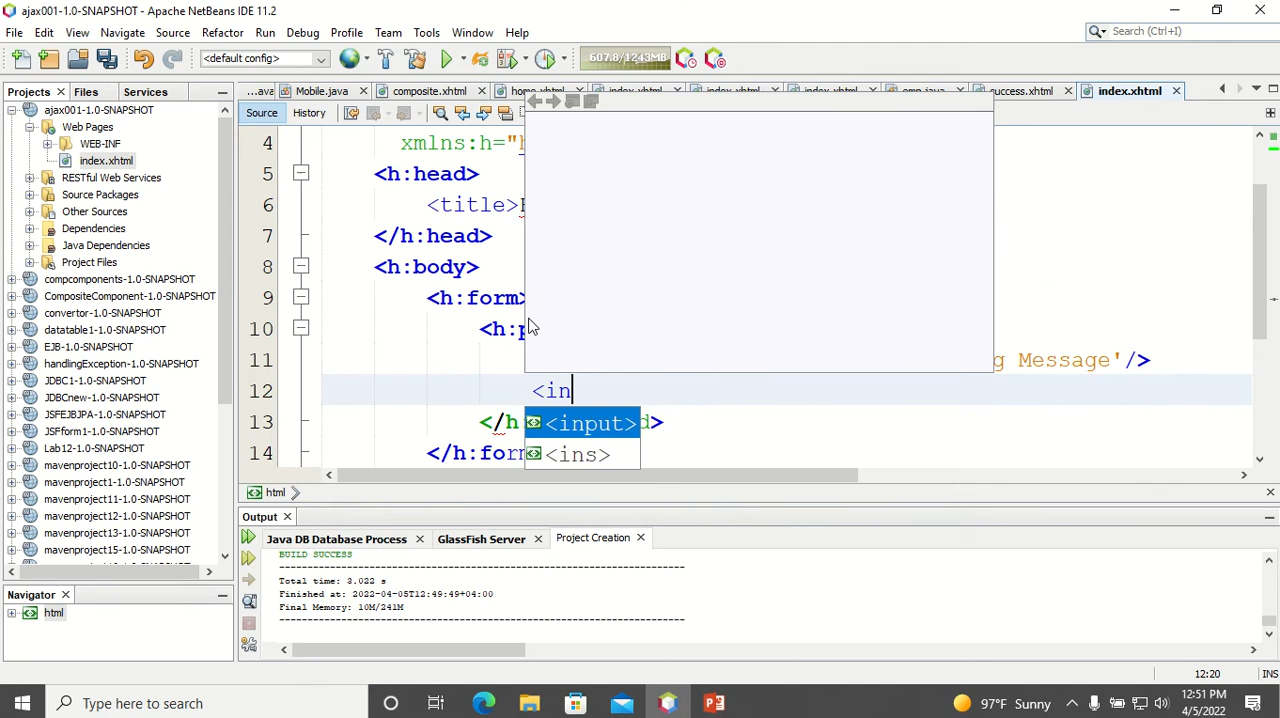 ajax001-1.0-SNAPSHOT - Apache NetBeans IDE 11.2
File Edit View Navigate Source Refactor Run Debug Profile Team Tools Window Help
Search (Ctrl+I)
<default config>
607.8/1243MB
Projects Files Services
...ava Mobile.java composite.xhtml
success.xhtml index.xhtml
Source History
ajax001-1.0-SNAPSHOT
Web Pages
WEB-INF
index.xhtml
RESTful Web Services
Source Packages
Other Sources
Dependencies
Java Dependencies
Project Files
compcomponents-1.0-SNAPSHOT
CompositeComponent-1.0-SNAPSHOT
convertor-1.0-SNAPSHOT
datatable1-1.0-SNAPSHOT
EJB-1.0-SNAPSHOT
handlingException-1.0-SNAPSHOT
JDBC1-1.0-SNAPSHOT
JDBCnew-1.0-SNAPSHOT
JSFEJBJPA-1.0-SNAPSHOT
JSFform1-1.0-SNAPSHOT
Lab12-1.0-SNAPSHOT
mavenproject10-1.0-SNAPSHOT
mavenproject1-1.0-SNAPSHOT
mavenproject11-1.0-SNAPSHOT
mavenproject12-1.0-SNAPSHOT
mavenproject13-1.0-SNAPSHOT
mavenproject15-1.0-SNAPSHOT
4 xmlns:h="
5 <h:head>
6 <title>
7 </h:head>
8 <h:body>
9 <h:form>
10 <h:p
11 g Message'/>
12 <in
13 </h d>
14 </h:for
<input>
<ins>
html
Output
Java DB Database Process GlassFish Server Project Creation
BUILD SUCCESS
------------------------------------------------------------------------
Total time: 3.022 s
Finished at: 2022-04-05T12:49:49+04:00
Final Memory: 10M/241M
------------------------------------------------------------------------
Navigator
html
12:20 INS
Type here to search
97°F Sunny
12:51 PM
4/5/2022